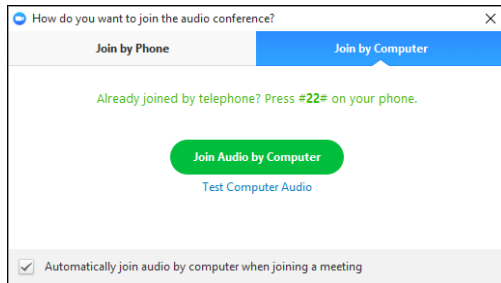 How do you want to join the audio conference?
Join by Phone
Join by Computer
Already joined by telephone? Press #22# on your phone.
Join Audio by Computer
Test Computer Audio
Automatically join audio by computer when joining a meeting